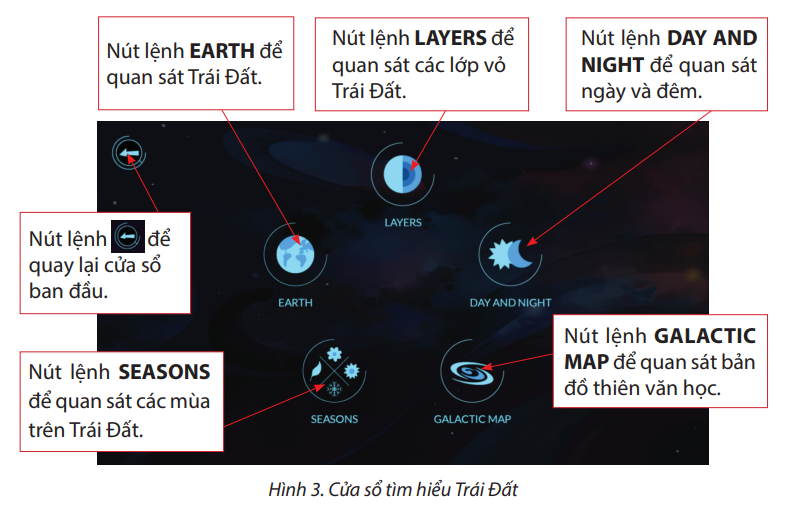 Nút lệnh EARTH để
quan sát Trái Đất.
Nút lệnh LAYERS để
quan sát các lớp vỏ
Trái Đất.
Nút lệnh DAY AND
NIGHT để quan sát
ngày và đêm.
LAYERS
Nút lệnh để
quay lại cửa sổ
ban đầu.
EARTH
DAY AND NIGHT
Nút lệnh GALACTIC
MAP để quan sát bản
đồ thiên văn học.
Nút lệnh SEASONS
để quan sát các mùa
trên Trái Đất.
SEASONS
GALACTIC MAP
Hình 3. Cửa sổ tìm hiểu Trái Đất